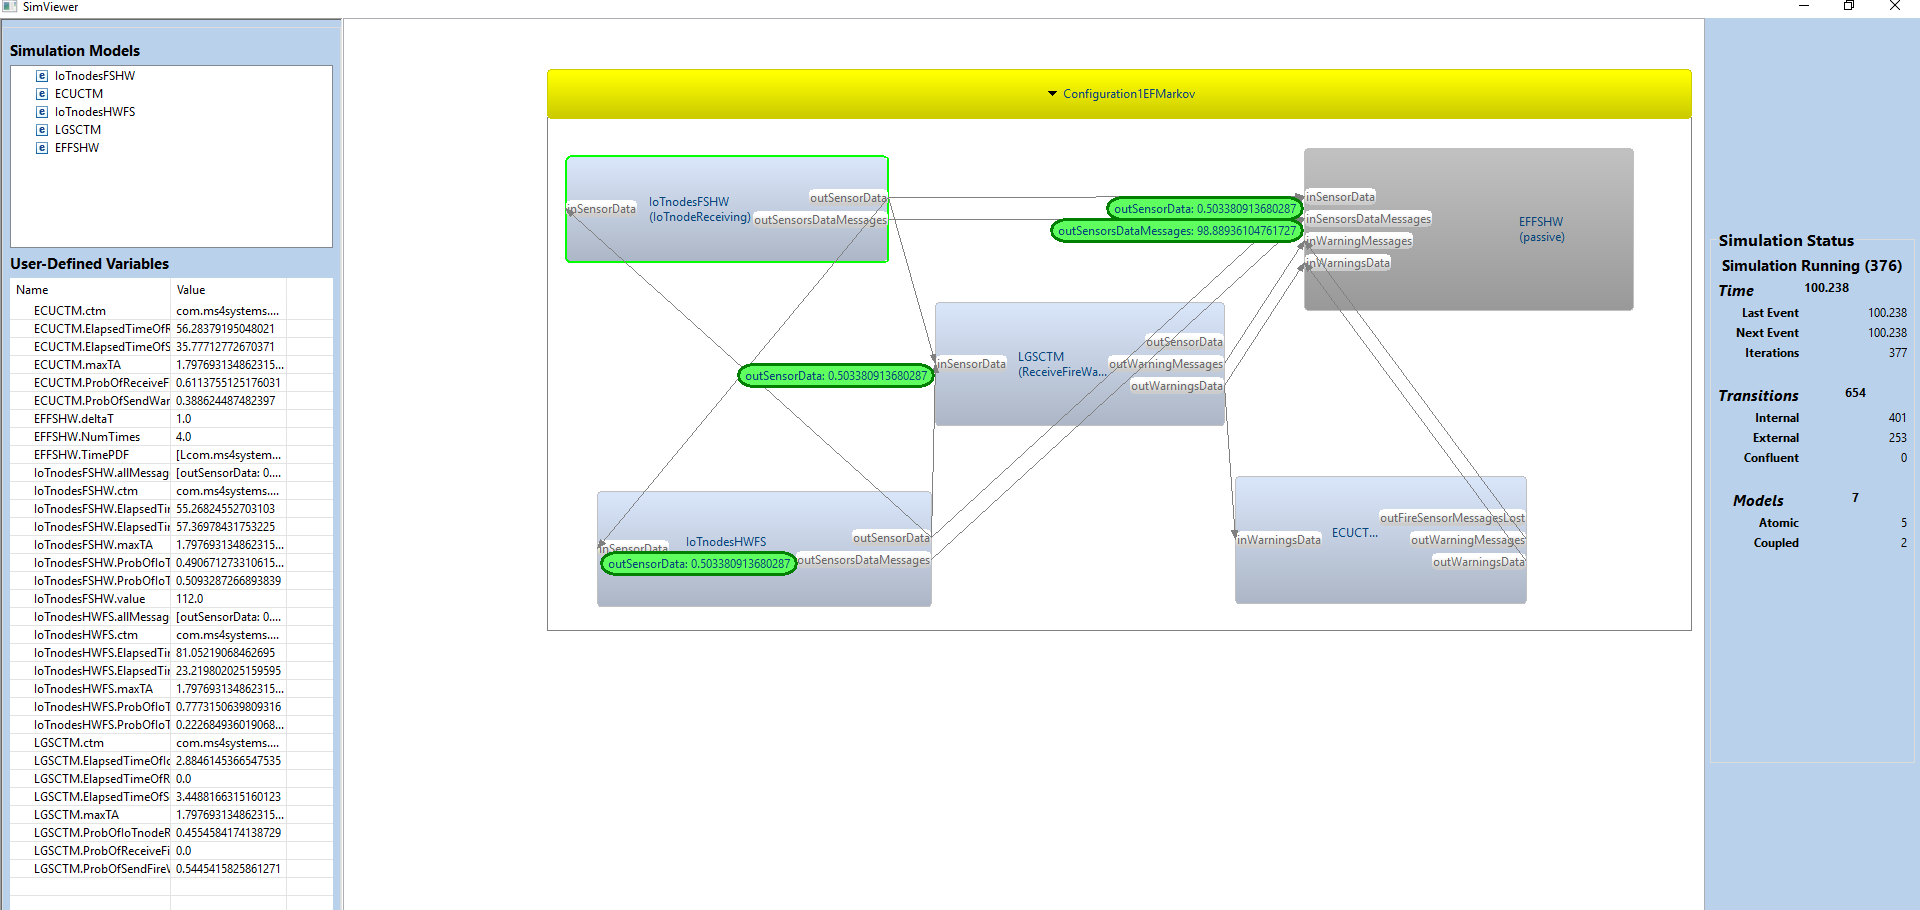 SimViewer
Simulation Models
IoTnodesFSHW
ECUCTM
IoTnodesHWFS
LGSCTM
EFFSHW
User-Defined Variables
Name Value
ECUCTM.ctm com.ms4systems....
ECUCTM.ElapsedTimeOfR 56.28379195048021
ECUCTM.ElapsedTimeOfS 35.77712772670371
ECUCTM.maxTA 1.797693134862315...
ECUCTM.ProbOfReceiveF 0.6113755125176031
ECUCTM.ProbOfSendWar 0.388624487482397
EFFSHW.deltaT 1.0
EFFSHW.NumTimes 4.0
EFFSHW.TimePDF [Lcom.ms4system...
IoTnodesFSHW.allMessag [outSensorData: 0....
IoTnodesFSHW.ctm com.ms4systems....
IoTnodesFSHW.ElapsedTir 55.26824552703103
IoTnodesFSHW.ElapsedTir 57.36978431753225
IoTnodesFSHW.maxTA 1.797693134862315...
IoTnodesFSHW.ProbOfIoT 0.490671273310615...
IoTnodesFSHW.ProbOfIoT 0.5093287266893839
IoTnodesFSHW.value 112.0
IoTnodesHWFS.allMessag [outSensorData: 0....
IoTnodesHWFS.ctm com.ms4systems....
IoTnodesHWFS.ElapsedTir 81.05219068462695
IoTnodesHWFS.ElapsedTir 23.219802025159595
IoTnodesHWFS.maxTA 1.797693134862315...
IoTnodesHWFS.ProbOfIoT 0.7773150639809316
IoTnodesHWFS.ProbOfIoT 0.222684936019068...
LGSCTM.ctm com.ms4systems....
LGSCTM.ElapsedTimeOfIc 2.8846145366547535
LGSCTM.ElapsedTimeOfR 0.0
LGSCTM.ElapsedTimeOfS 3.4488166315160123
LGSCTM.maxTA 1.797693134862315...
LGSCTM.ProbOfIoTnodeR 0.4554584174138729
LGSCTM.ProbOfReceiveFi 0.0
LGSCTM.ProbOfSendFireW 0.5445415825861271
Configuration1EFMarkov
inSensorData
IoTnodesFSHW
(IoTnodeReceiving)
outSensorData
outSensorsDataMessages
outSensorData: 0.503380913680287
outSensorsDataMessages: 98.88936104761727
inSensorData
inSensorsDataMessages
inWarningMessages
inWarningsData
EFFSHW
(passive)
outSensorData: 0.503380913680287
inSensorData
LGSCTM
(ReceiveFireWa...
outSensorData
outWarningMessages
outWarningsData
inSensorData
IoTnodesHWFS
outSensorData
outSensorsDataMessages
outSensorData: 0.503380913680287
inWarningsData
ECUCT...
outFireSensorMessagesLost
outWarningMessages
outWarningsData
Simulation Status
Simulation Running (376)
Time 100.238
Last Event 100.238
Next Event 100.238
Iterations 377
Transitions 654
Internal 401
External 253
Confluent 0
Models 7
Atomic 5
Coupled 2